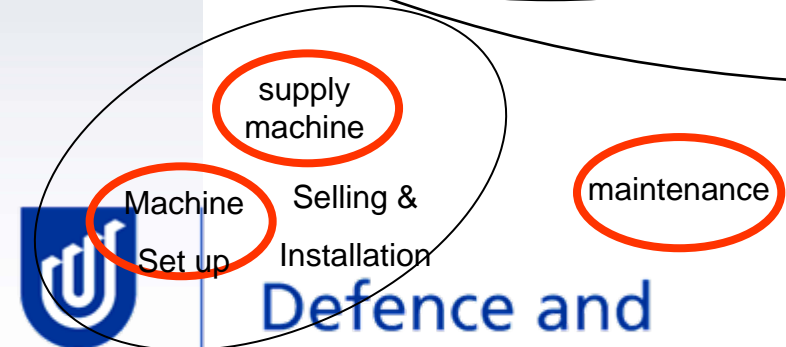 supply
machine
Machine
Set up
Selling &
Installation
maintenance
Defence and